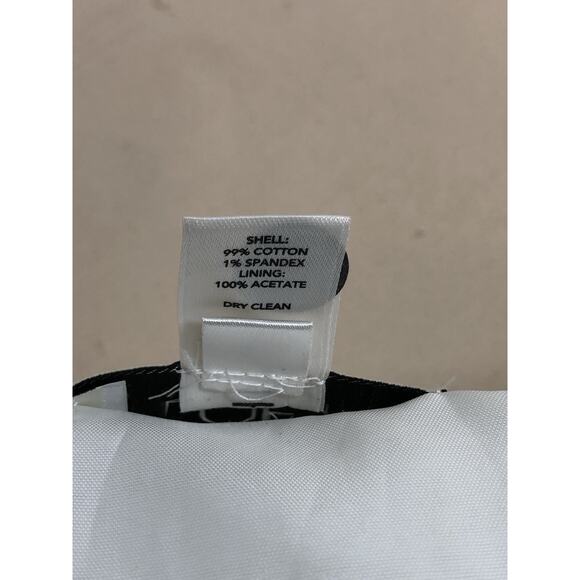 SHELL:
99% COTTON
1% SPANDEX
LINING:
100% ACETATE
DRY CLEAN